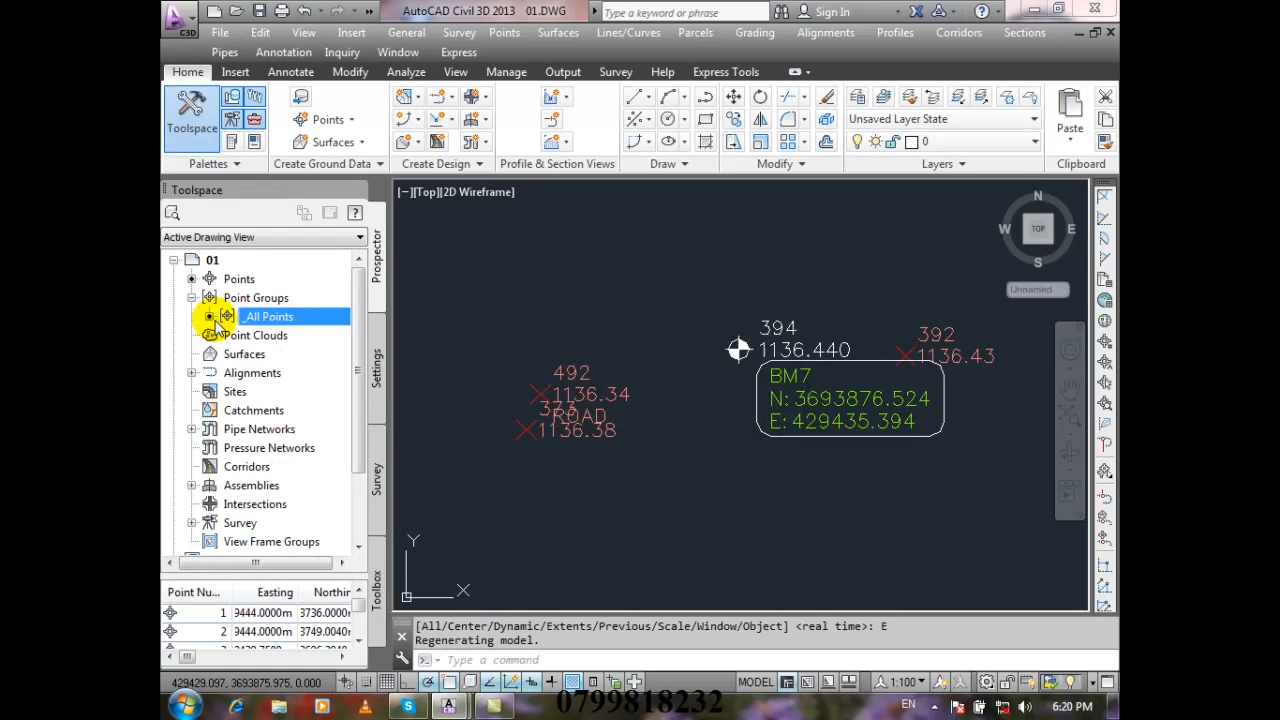 AutoCAD Civil 3D 2013 01.DWG
Type a keyword or phrase
Sign In
C3D
File Edit View Insert General Survey Points Surfaces Lines/Curves Parcels Grading Alignments Profiles Corridors Sections
Pipes Annotation Inquiry Window Express
Home Insert Annotate Modify Analyze View Manage Output Survey Help Express Tools
Toolspace
Points
Surfaces
Unsaved Layer State
0
Paste
Palettes Create Ground Data Create Design Profile & Section Views Draw Modify Layers Clipboard
Toolspace
Active Drawing View
01
Points
Point Groups
_All Points
Point Clouds
Surfaces
Alignments
Sites
Catchments
Pipe Networks
Pressure Networks
Corridors
Assemblies
Intersections
Survey
View Frame Groups
Prospector
Settings
Survey
Toolbox
Point Nu... Easting Northin
1 9444.0000m 3736.0000m
2 9444.0000m 3749.0040m
[−][Top][2D Wireframe]
N
W TOP E
S
Unnamed
394
1136.440
392
1136.43
BM7
N: 3693876.524
E: 429435.394
492
1136.34
ROAD
1136.38
Y
X
[All/Center/Dynamic/Extents/Previous/Scale/Window/Object] <real time>: E
Regenerating model.
Type a command
429429.097, 3693875.975, 0.000
MODEL
1:100
0799818232
EN
6:20 PM